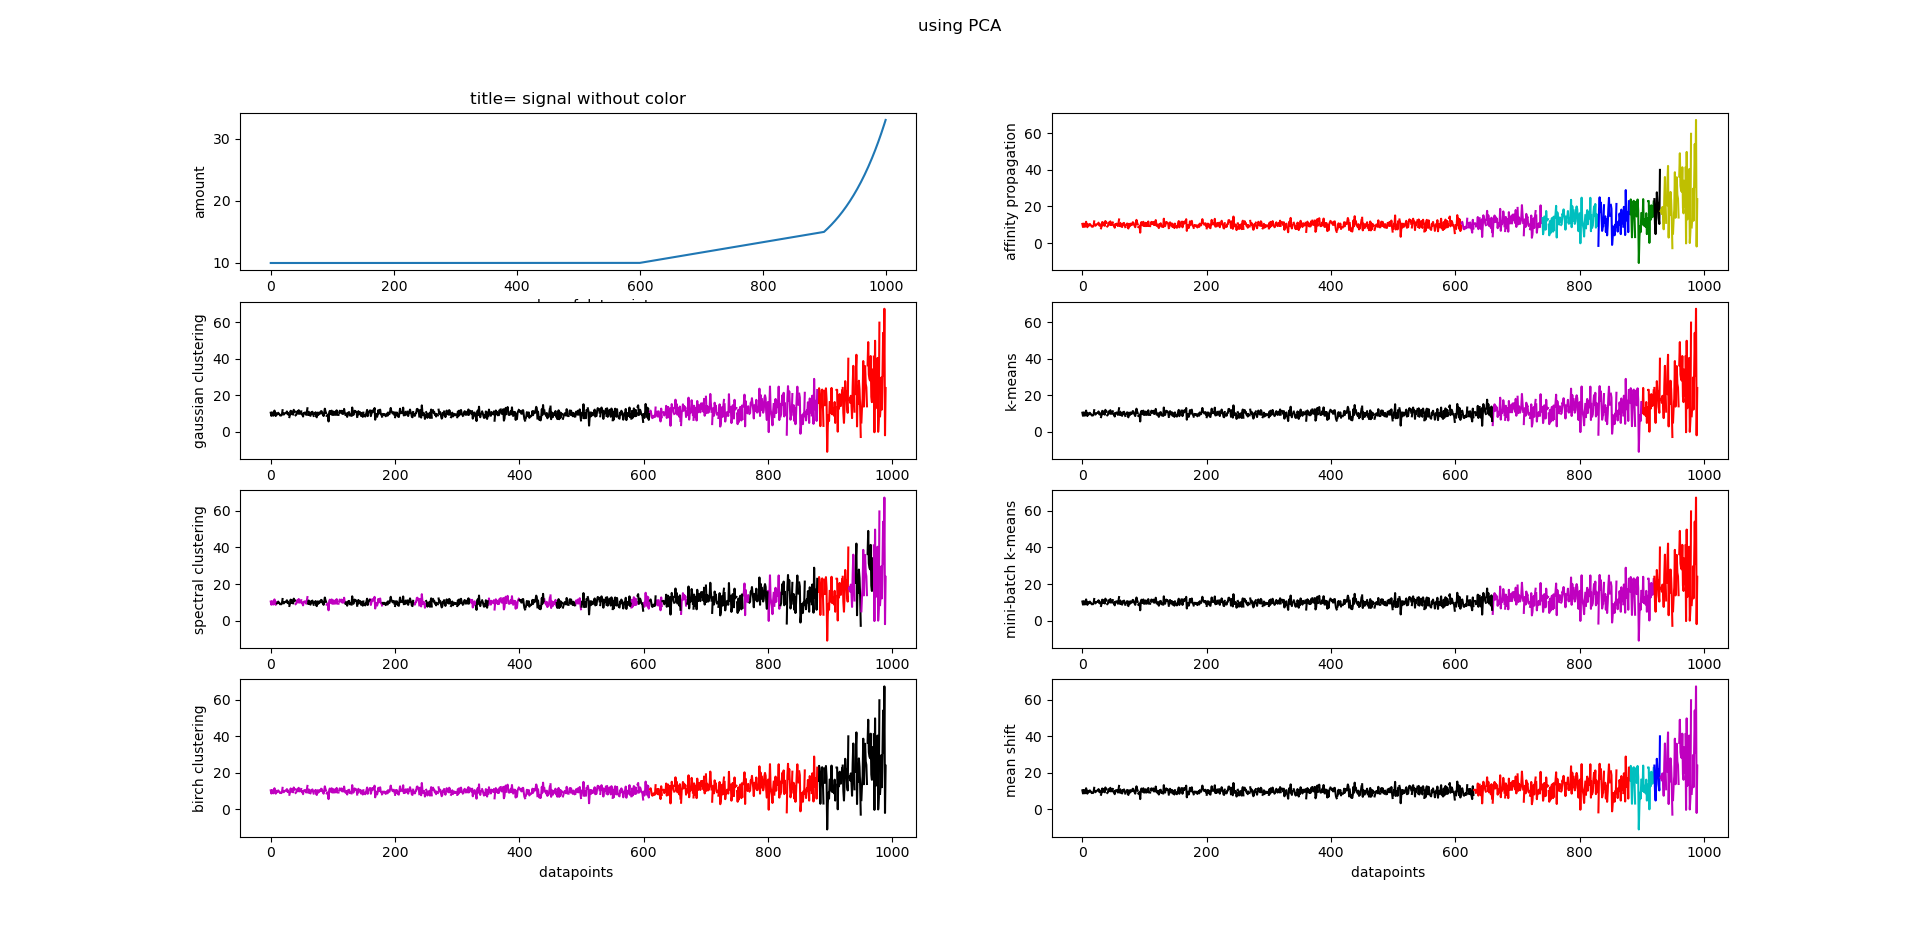 using PCA
title= signal without color
amount
30
20
10
0 200 400 600 800 1000
affinity propagation
60
40
20
0
0 200 400 600 800 1000
gaussian clustering
60
40
20
0
0 200 400 600 800 1000
k-means
60
40
20
0
0 200 400 600 800 1000
spectral clustering
60
40
20
0
0 200 400 600 800 1000
mini-batch k-means
60
40
20
0
0 200 400 600 800 1000
birch clustering
60
40
20
0
0 200 400 600 800 1000
datapoints
mean shift
60
40
20
0
0 200 400 600 800 1000
datapoints